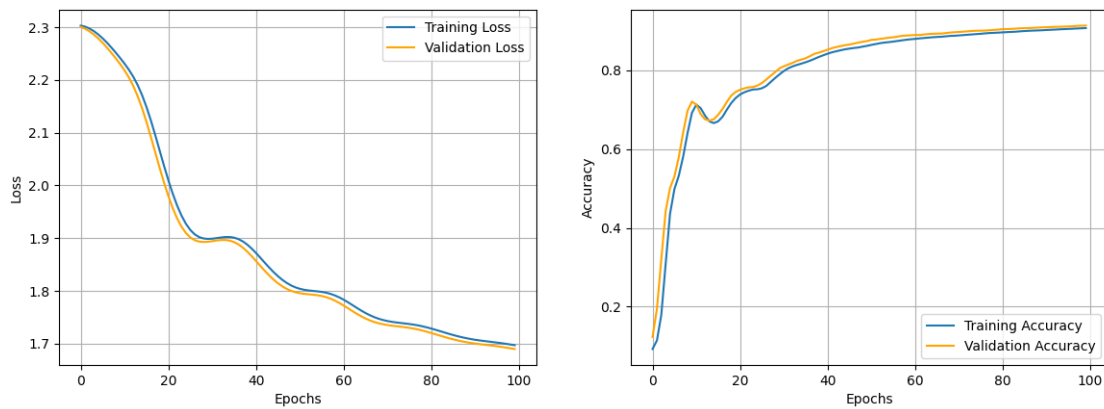 2.3
2.2
2.1
2.0
1.9
1.8
1.7
Loss
0 20 40 60 80 100
Epochs
Training Loss
Validation Loss
0.8
0.6
0.4
0.2
Accuracy
0 20 40 60 80 100
Epochs
Training Accuracy
Validation Accuracy